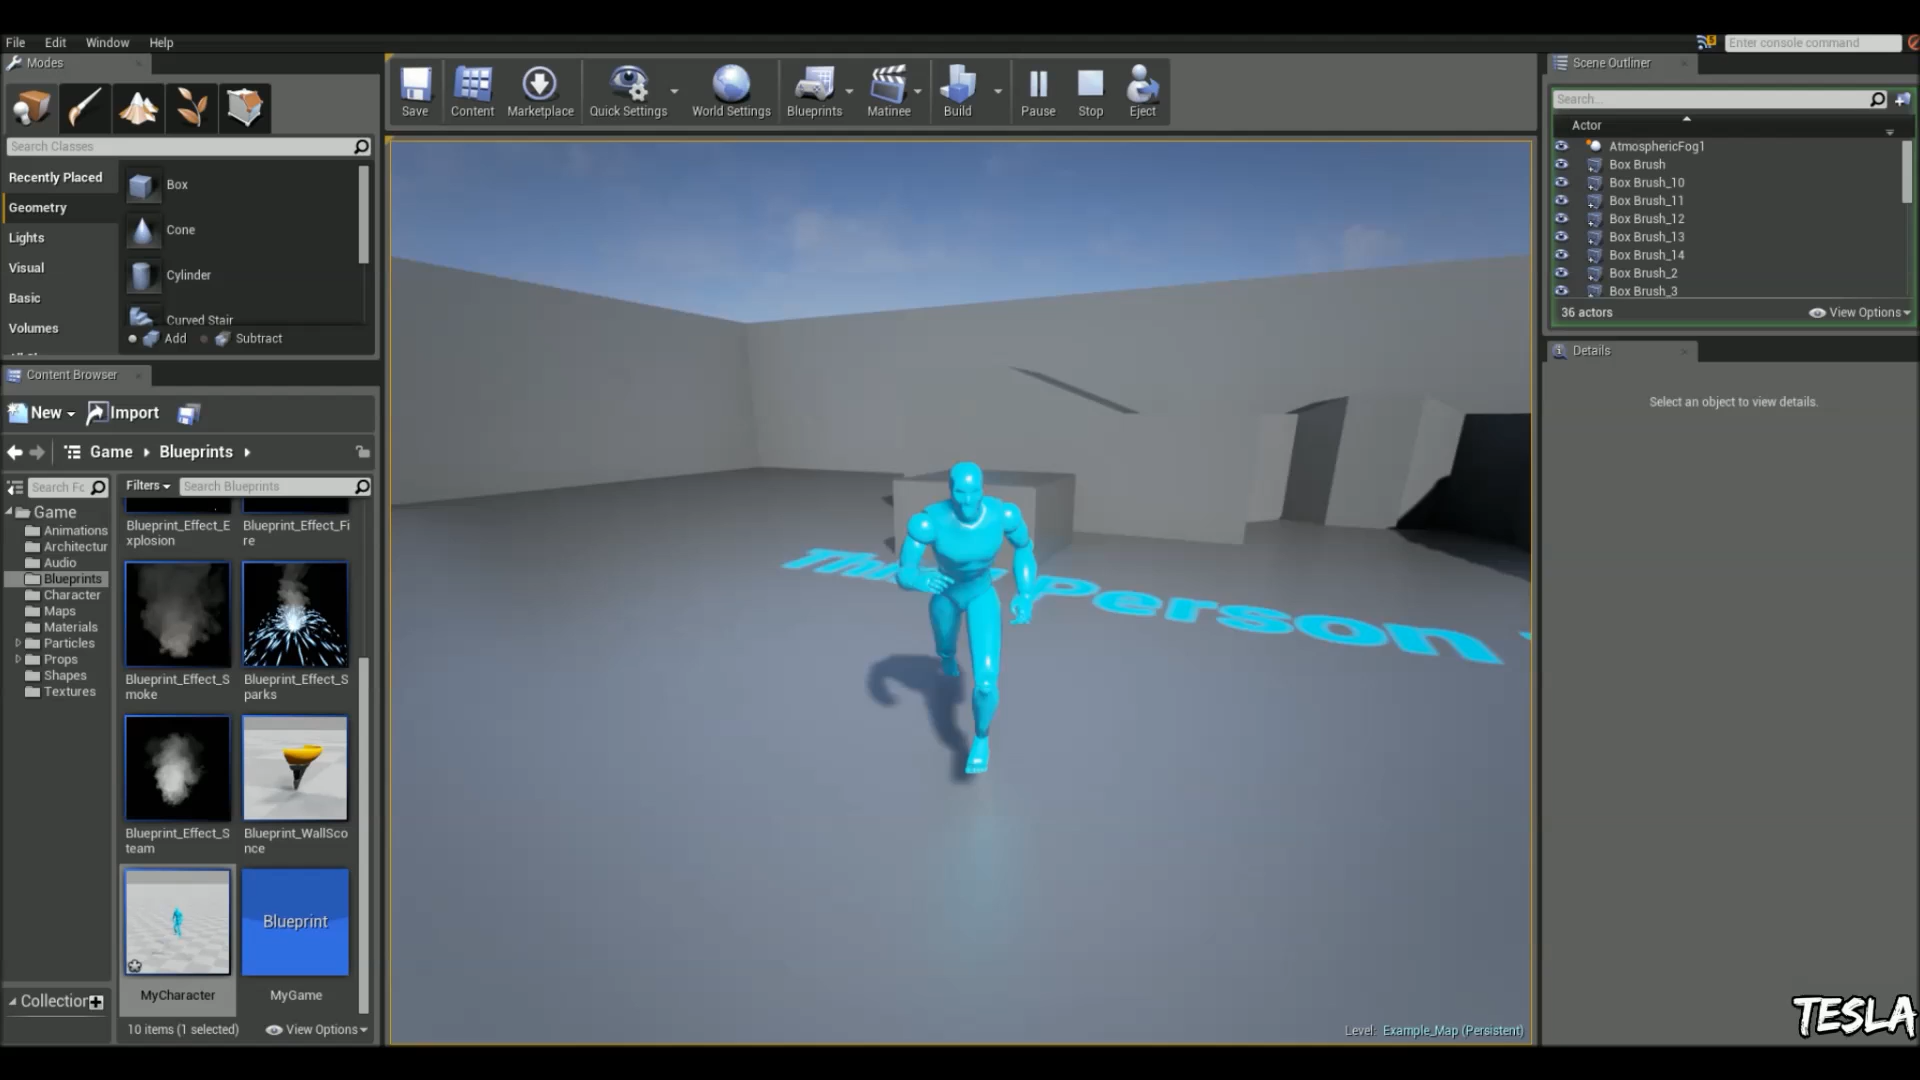 File Edit Window Help
5
Enter console command
Modes
Search Classes
Recently Placed
Geometry
Lights
Visual
Basic
Volumes
Box
Cone
Cylinder
Curved Stair
Add Subtract
Save Content Marketplace Quick Settings World Settings Blueprints Matinee Build Pause Stop Eject
Scene Outliner
Search...
Actor
AtmosphericFog1
Box Brush
Box Brush_10
Box Brush_11
Box Brush_12
Box Brush_13
Box Brush_14
Box Brush_2
Box Brush_3
36 actors View Options
Details
Select an object to view details.
Content Browser
New Import
Game Blueprints
Search Fc
Filters Search Blueprints
Game
Animations
Architectur
Audio
Blueprints
Character
Maps
Materials
Particles
Props
Shapes
Textures
Collection
Blueprint_Effect_E
xplosion
Blueprint_Effect_Fi
re
Blueprint_Effect_S
moke
Blueprint_Effect_S
parks
Blueprint_Effect_S
team
Blueprint_WallSco
nce
Blueprint
MyCharacter MyGame
10 items (1 selected) View Options
person
Level: Example_Map (Persistent)
TESLA